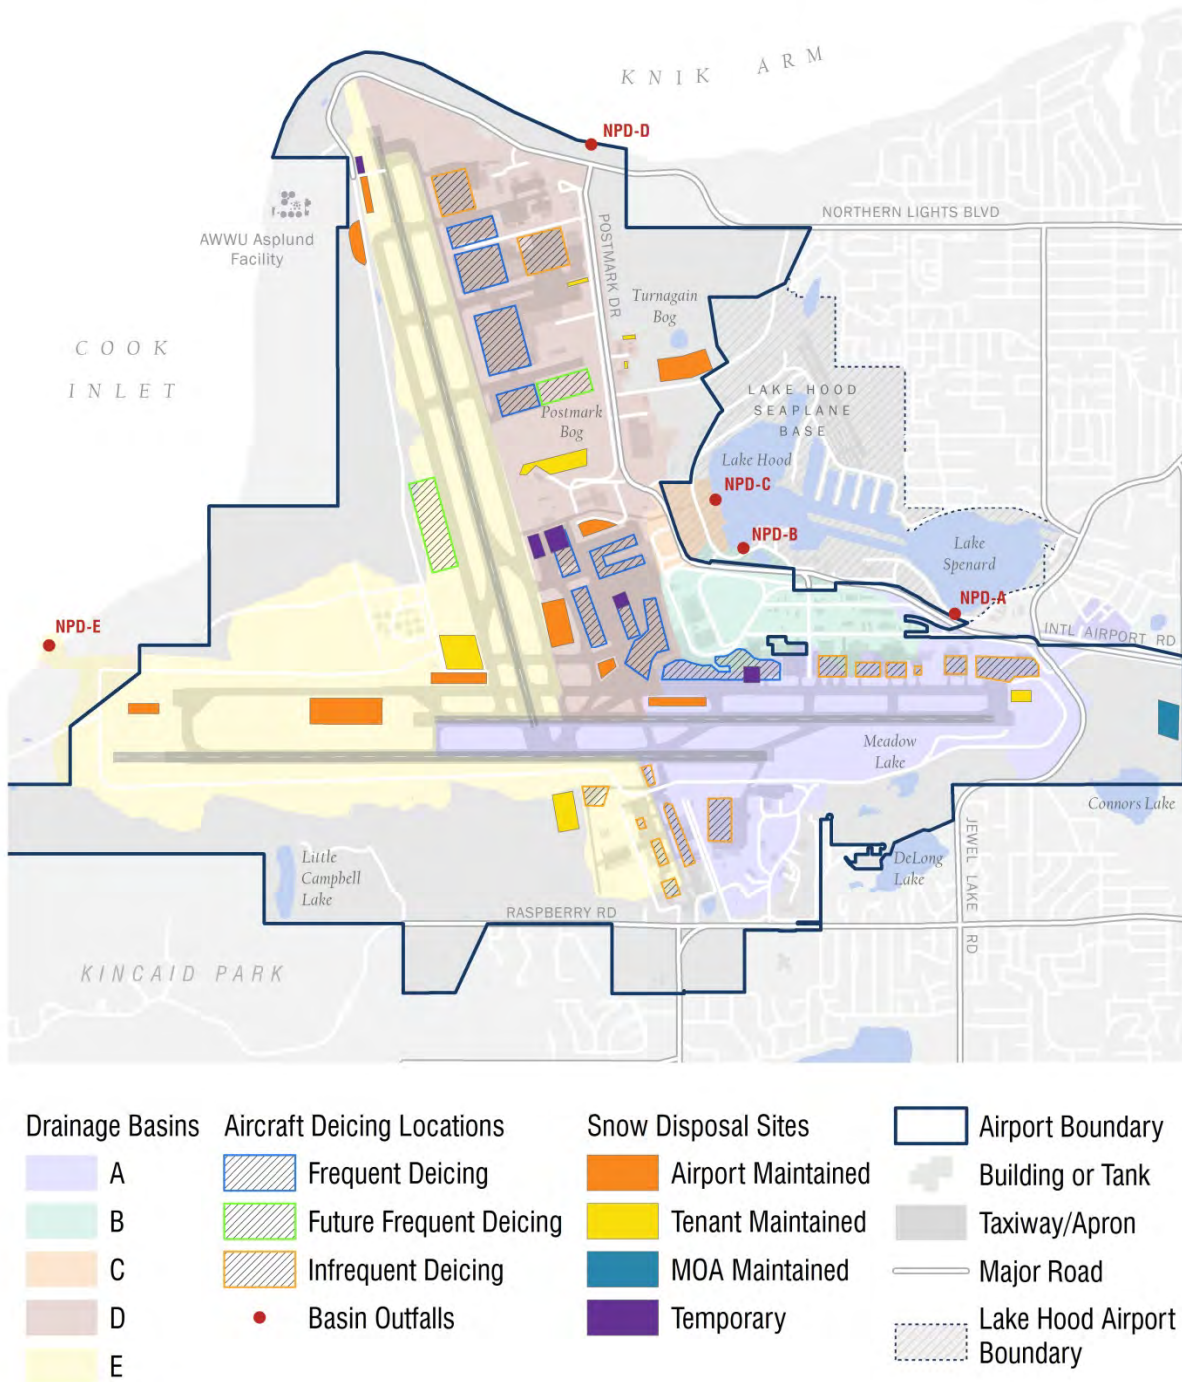 KNIK ARM
NPD-D
NORTHERN LIGHTS BLVD
AWWU Asplund
Facility
POSTMARK DR
Turnagain
Bog
COOK
INLET
LAKE HOOD
SEAPLANE
BASE
Postmark
Bog
Lake Hood
NPD-C
NPD-B
Lake
Spenard
NPD-A
NPD-E
INTL AIRPORT RD
Meadow
Lake
Connors Lake
Little
Campbell
Lake
DeLong
Lake
JEWEL LAKE RD
RASPBERRY RD
KINCAID PARK
Drainage Basins
A
B
C
D
E
Aircraft Deicing Locations
Frequent Deicing
Future Frequent Deicing
Infrequent Deicing
Basin Outfalls
Snow Disposal Sites
Airport Maintained
Tenant Maintained
MOA Maintained
Temporary
Airport Boundary
Building or Tank
Taxiway/Apron
Major Road
Lake Hood Airport
Boundary